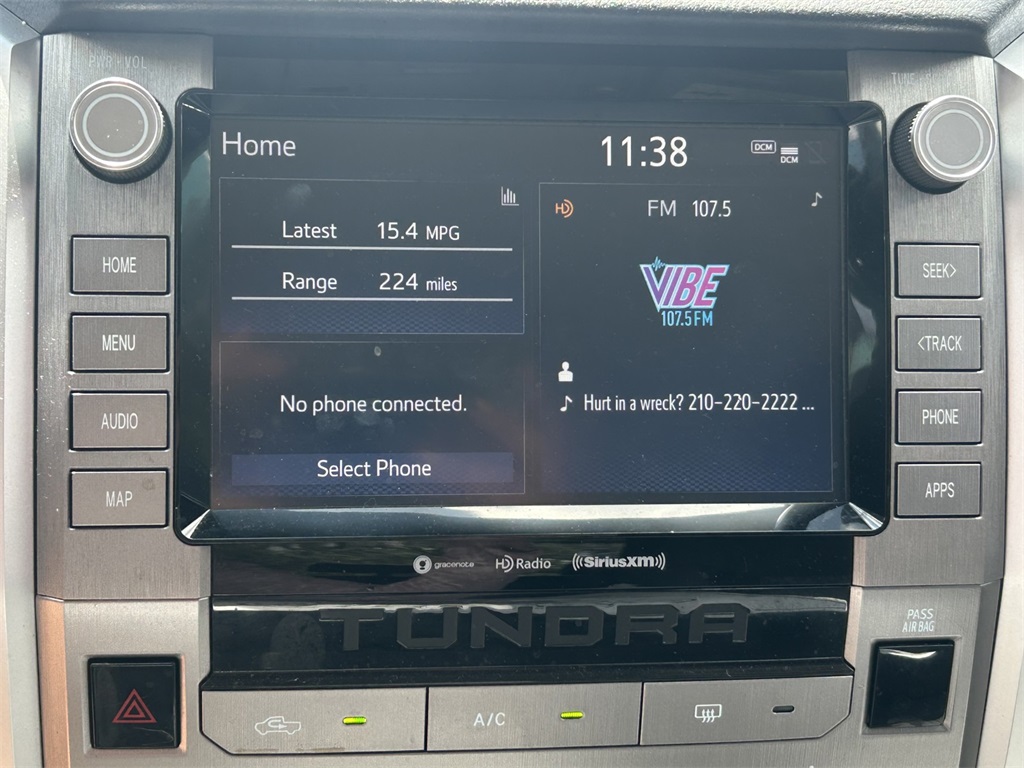 PWR·VOL
Home
11:38
DCM
DCM
Latest 15.4 MPG
Range 224 miles
HD
FM 107.5
VIBE
107.5FM
No phone connected.
Select Phone
Hurt in a wreck? 210-220-2222 ...
HOME
MENU
AUDIO
MAP
SEEK>
<TRACK
PHONE
APPS
gracenote
HD Radio
((SiriusXM))
TUNDRA
PASS
AIR BAG
A/C